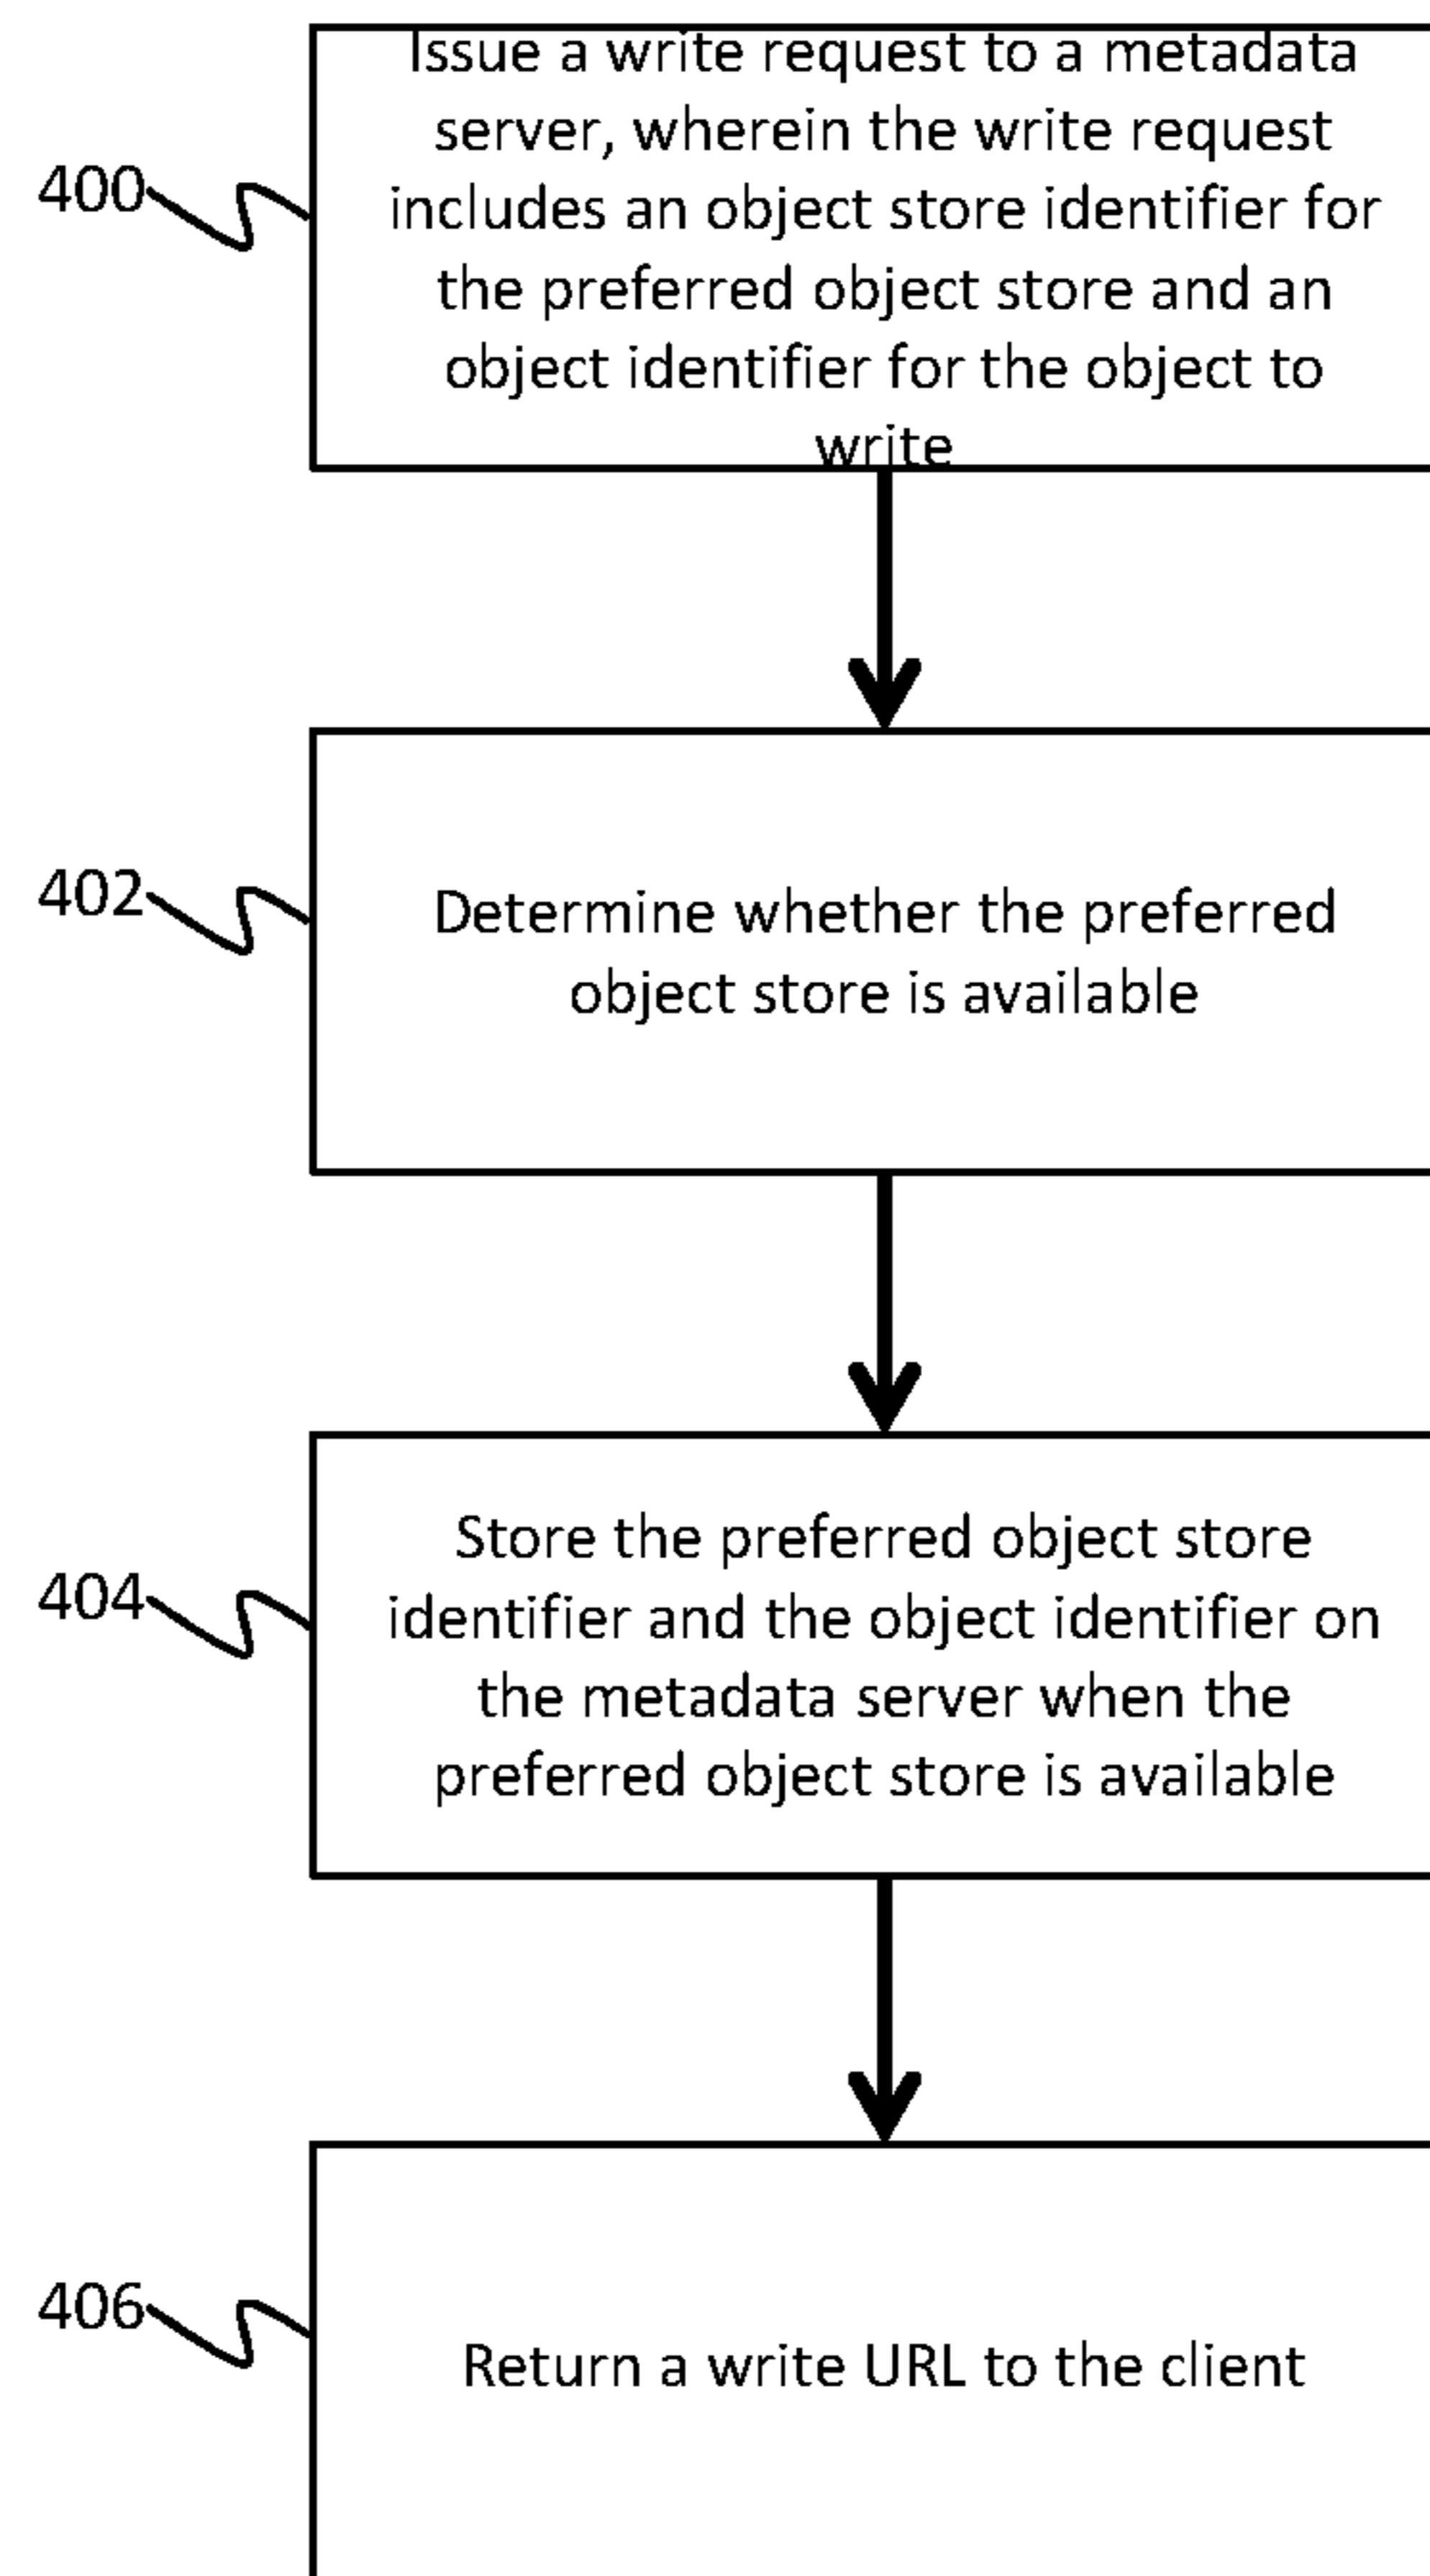 Issue a write request to a metadata
server, wherein the write request
400
includes an object store identifier for
the preferred object store and an
object identifier for the object to
write
402
Determine whether the preferred
object store is available
Store the preferred object store
404
identifier and the object identifier on
the metadata server when the
preferred object store is available
406
Return a write URL to the client